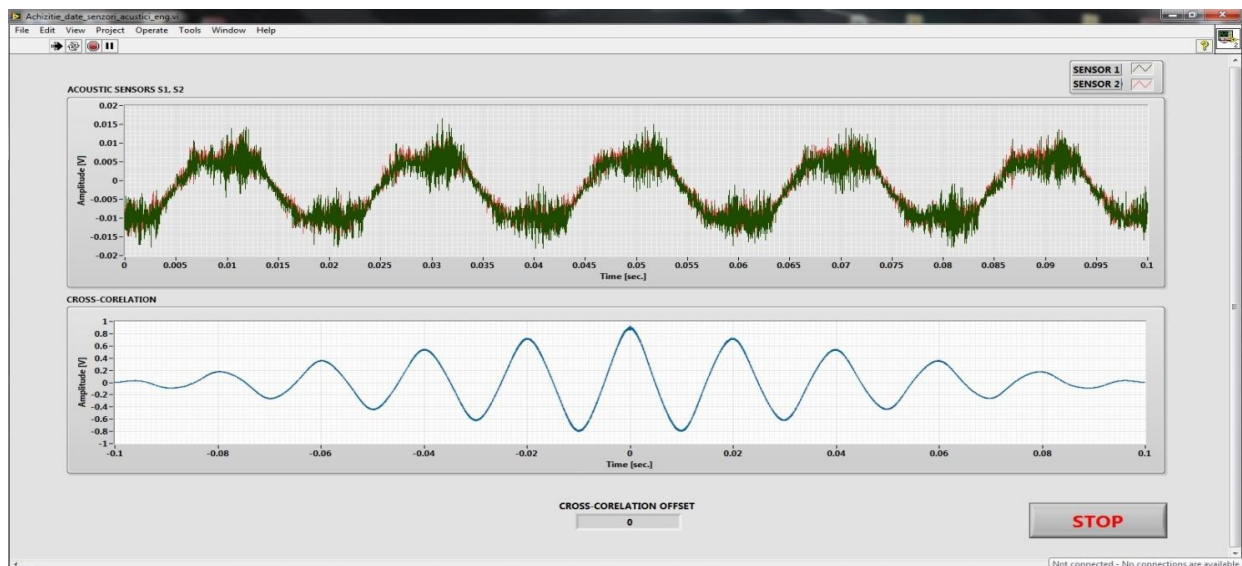 Achizitie_date_senzori_acustici_eng.vi
File Edit View Project Operate Tools Window Help
SENSOR 1
SENSOR 2
ACOUSTIC SENSORS S1, S2
0.02
0.015
0.01
0.005
0
-0.005
-0.01
-0.015
-0.02
Amplitude [V]
0 0.005 0.01 0.015 0.02 0.025 0.03 0.035 0.04 0.045 0.05 0.055 0.06 0.065 0.07 0.075 0.08 0.085 0.09 0.095 0.1
Time [sec.]
CROSS-CORELATION
1
0.8
0.6
0.4
0.2
0
-0.2
-0.4
-0.6
-0.8
-1
Amplitude [V]
-0.1 -0.08 -0.06 -0.04 -0.02 0 0.02 0.04 0.06 0.08 0.1
Time [sec.]
CROSS-CORELATION OFFSET
0
STOP
Not connected - No connections are available